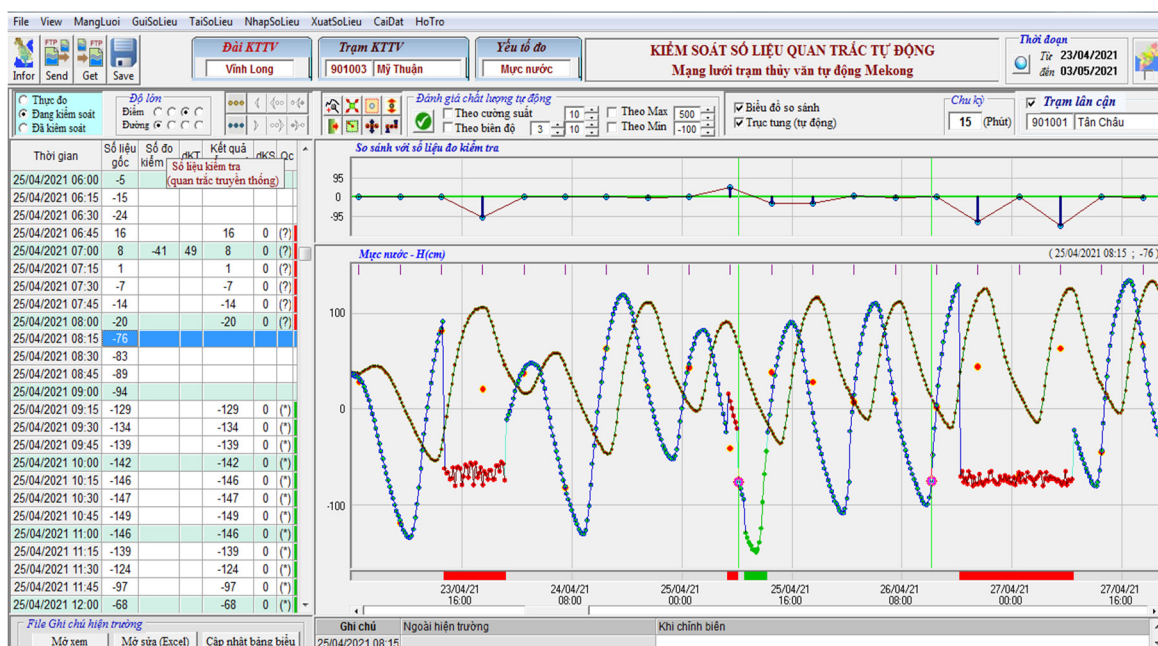 File View MangLuoi GuiSoLieu TaiSoLieu NhapSoLieu XuatSoLieu CaiDat HoTro
FTP FTP
Infor Send Get Save
Đài KTTV
Vĩnh Long
Trạm KTTV
901003 Mỹ Thuận
Yếu tố đo
Mực nước
KIỂM SOÁT SỐ LIỆU QUAN TRẮC TỰ ĐỘNG
Mạng lưới trạm thủy văn tự động Mekong
Thời đoạn
Từ 23/04/2021
đến 03/05/2021
Thực đo
Đang kiểm soát
Đã kiểm soát
Độ lớn
Điểm
Đường
Đánh giá chất lượng tự động
Theo cường suất 10
Theo biên độ 3 10
Theo Max 500
Theo Min -100
Biểu đồ so sánh
Trục tung (tự động)
Chu kỳ
15 (Phút)
Trạm lân cận
901001 Tân Châu
Thời gian Số liệu gốc Số đo kiểm dKT Kết quả dKS Qc
Số liệu kiểm tra
(quan trắc truyền thống)
25/04/2021 06:00 -5
25/04/2021 06:15 -15
25/04/2021 06:30 -24
25/04/2021 06:45 16 16 0 (?)
25/04/2021 07:00 8 -41 49 8 0 (?)
25/04/2021 07:15 1 1 0 (?)
25/04/2021 07:30 -7 -7 0 (?)
25/04/2021 07:45 -14 -14 0 (?)
25/04/2021 08:00 -20 -20 0 (?)
25/04/2021 08:15 -76
25/04/2021 08:30 -83
25/04/2021 08:45 -89
25/04/2021 09:00 -94
25/04/2021 09:15 -129 -129 0 (*)
25/04/2021 09:30 -134 -134 0 (*)
25/04/2021 09:45 -139 -139 0 (*)
25/04/2021 10:00 -142 -142 0 (*)
25/04/2021 10:15 -146 -146 0 (*)
25/04/2021 10:30 -147 -147 0 (*)
25/04/2021 10:45 -149 -149 0 (*)
25/04/2021 11:00 -146 -146 0 (*)
25/04/2021 11:15 -139 -139 0 (*)
25/04/2021 11:30 -124 -124 0 (*)
25/04/2021 11:45 -97 -97 0 (*)
25/04/2021 12:00 -68 -68 0 (*)
File Ghi chú hiện trường
Mở xem Mở sửa (Excel) Cập nhật bảng biểu
So sánh với số liệu đo kiểm tra
95
0
-95
Mực nước - H(cm)
( 25/04/2021 08:15 ; -76 )
100
0
-100
23/04/21 24/04/21 25/04/21 25/04/21 26/04/21 27/04/21 27/04/21
16:00 08:00 00:00 16:00 08:00 00:00 16:00
Ghi chú Ngoài hiện trường Khi chỉnh biên
25/04/2021 08:15